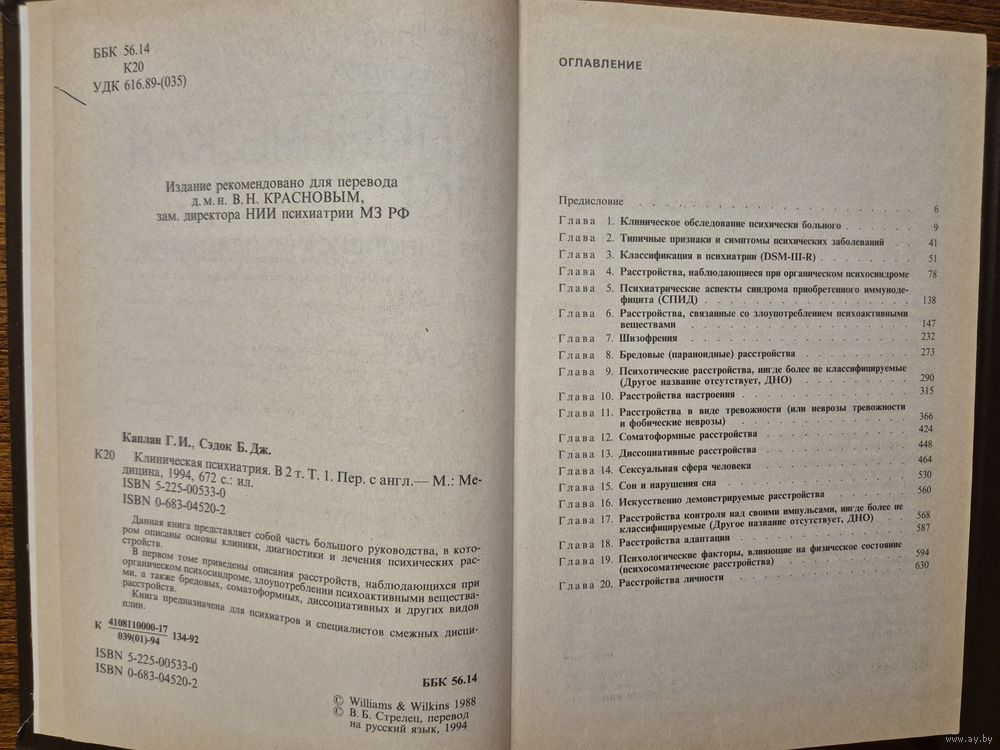 ББК 56.14
К20
УДК 616.89-(035)
Издание рекомендовано для перевода
д.м.н. В.Н. КРАСНОВЫМ,
зам. директора НИИ психиатрии МЗ РФ
Каплан Г.И., Сэдок Б.Дж.
К20 Клиническая психиатрия. В 2 т. Т. 1. Пер. с англ. — М.: Ме-
дицина, 1994, 672 с.: ил.
ISBN 5-225-00533-0
ISBN 0-683-04520-2
Данная книга представляет собой часть большого руководства, в кото-
ром описаны основы клиники, диагностики и лечения психических рас-
стройств.
В первом томе приведены описания расстройств, наблюдающихся при
органическом психосиндроме, злоупотреблении психоактивными вещества-
ми, а также бредовых, соматоформных, диссоциативных и других видов
расстройств.
Книга предназначена для психиатров и специалистов смежных дисци-
плин.
К 4108110000-17
039(01)-94 134-92
ISBN 5-225-00533-0
ISBN 0-683-04520-2
ББК 56.14
© Williams & Wilkins 1988
© В.Б. Стрелец, перевод
на русский язык, 1994
ОГЛАВЛЕНИЕ
Предисловие . . . . . . . . . . 6
Глава 1. Клиническое обследование психически больного . . . 9
Глава 2. Типичные признаки и симптомы психических заболеваний . . 41
Глава 3. Классификация в психиатрии (DSM-III-R) . . . . . 51
Глава 4. Расстройства, наблюдающиеся при органическом психосиндроме 78
Глава 5. Психиатрические аспекты синдрома приобретенного иммуноде-
фицита (СПИД) . . . . . . . . . . 138
Глава 6. Расстройства, связанные со злоупотреблением психоактивными
веществами . . . . . . . . . . 147
Глава 7. Шизофрения . . . . . . . . . . 232
Глава 8. Бредовые (параноидные) расстройства . . . . . 273
Глава 9. Психотические расстройства, нигде более не классифицируемые
(Другое название отсутствует, ДНО) . . . . . 290
Глава 10. Расстройства настроения . . . . . . . . 315
Глава 11. Расстройства в виде тревожности (или неврозы тревожности
и фобические неврозы) . . . . . . . . 366
Глава 12. Соматоформные расстройства . . . . . . . 424
Глава 13. Диссоциативные расстройства . . . . . . . 448
Глава 14. Сексуальная сфера человека . . . . . . . 464
Глава 15. Сон и нарушения сна . . . . . . . . 530
Глава 16. Искусственно демонстрируемые расстройства . . . . 560
Глава 17. Расстройства контроля над своими импульсами, нигде более не
классифицируемые (Другое название отсутствует, ДНО) . . 568
Глава 18. Расстройства адаптации . . . . . . . . 587
Глава 19. Психологические факторы, влияющие на физическое состояние
(психосоматические расстройства) . . . . . 594
Глава 20. Расстройства личности . . . . . . . . 630
www.ay.by